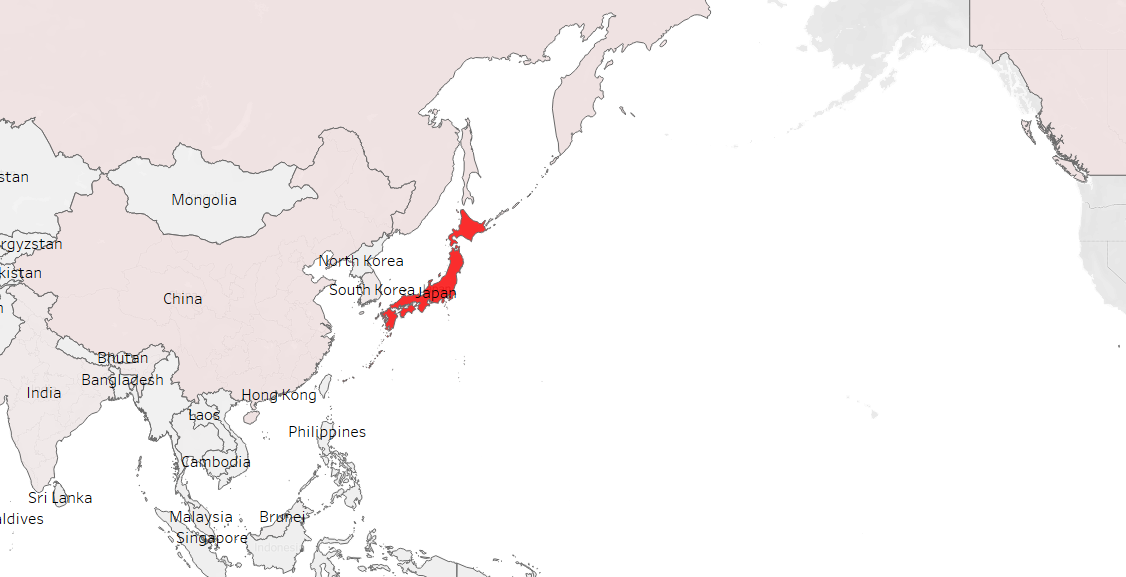 stan
Mongolia
rgyzstan
North Korea
kistan
South Korea
Japan
China
Bhutan
Bangladesh
India
Hong Kong
Laos
Philippines
Cambodia
Sri Lanka
aldives
Malaysia
Brunei
Singapore
Indonesia